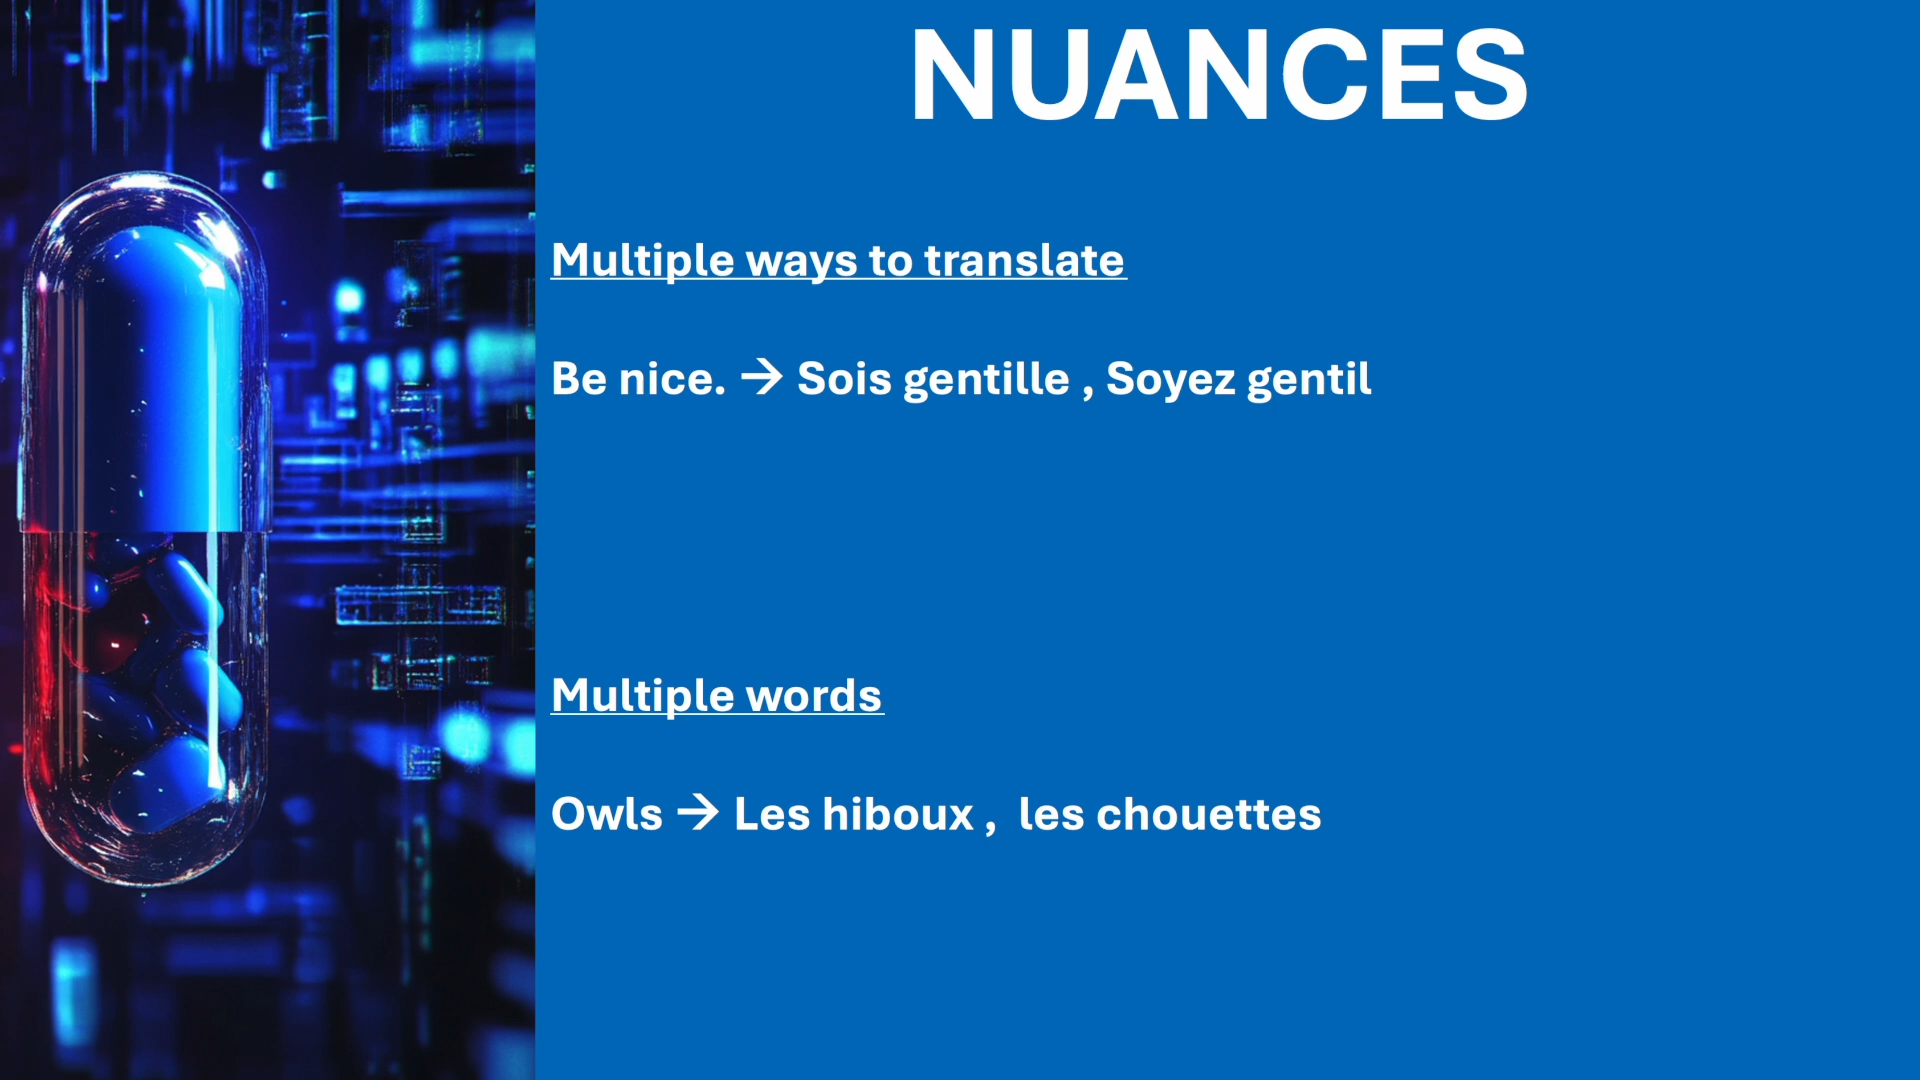 NUANCES
Multiple ways to translate
Be nice. → Sois gentille , Soyez gentil
Multiple words
Owls → Les hiboux , les chouettes